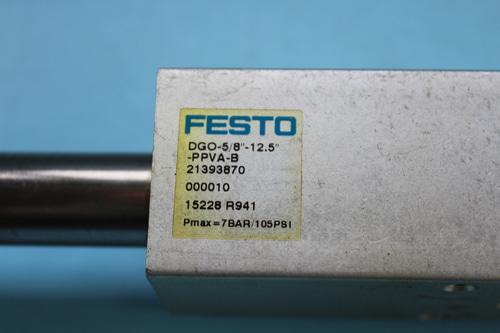 FESTO
DGO-5/8"-12.5"
-PPVA-B
21393870
000010
15228 R941
Pmax=7BAR/105PSI